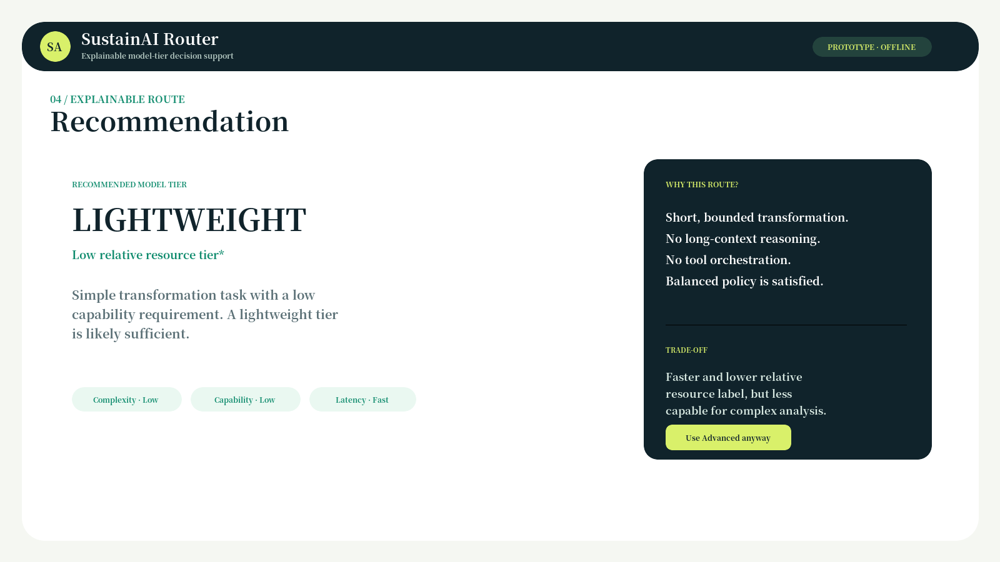 SA
SustainAI Router
Explainable model-tier decision support
PROTOTYPE · OFFLINE
04 / EXPLAINABLE ROUTE
Recommendation
RECOMMENDED MODEL TIER
LIGHTWEIGHT
Low relative resource tier*
Simple transformation task with a low
capability requirement. A lightweight tier
is likely sufficient.
Complexity · Low
Capability · Low
Latency · Fast
WHY THIS ROUTE?
Short, bounded transformation.
No long-context reasoning.
No tool orchestration.
Balanced policy is satisfied.
TRADE-OFF
Faster and lower relative
resource label, but less
capable for complex analysis.
Use Advanced anyway